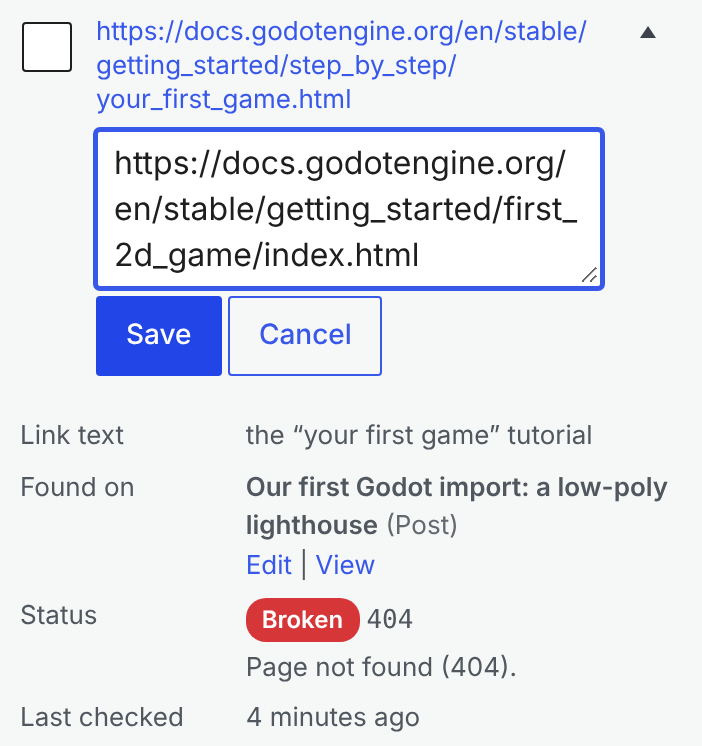 https://docs.godotengine.org/en/stable/
getting_started/step_by_step/
your_first_game.html
https://docs.godotengine.org/
en/stable/getting_started/first_
2d_game/index.html
Save Cancel
Link text the “your first game” tutorial
Found on Our first Godot import: a low-poly
lighthouse (Post)
Edit | View
Status Broken 404
Page not found (404).
Last checked 4 minutes ago